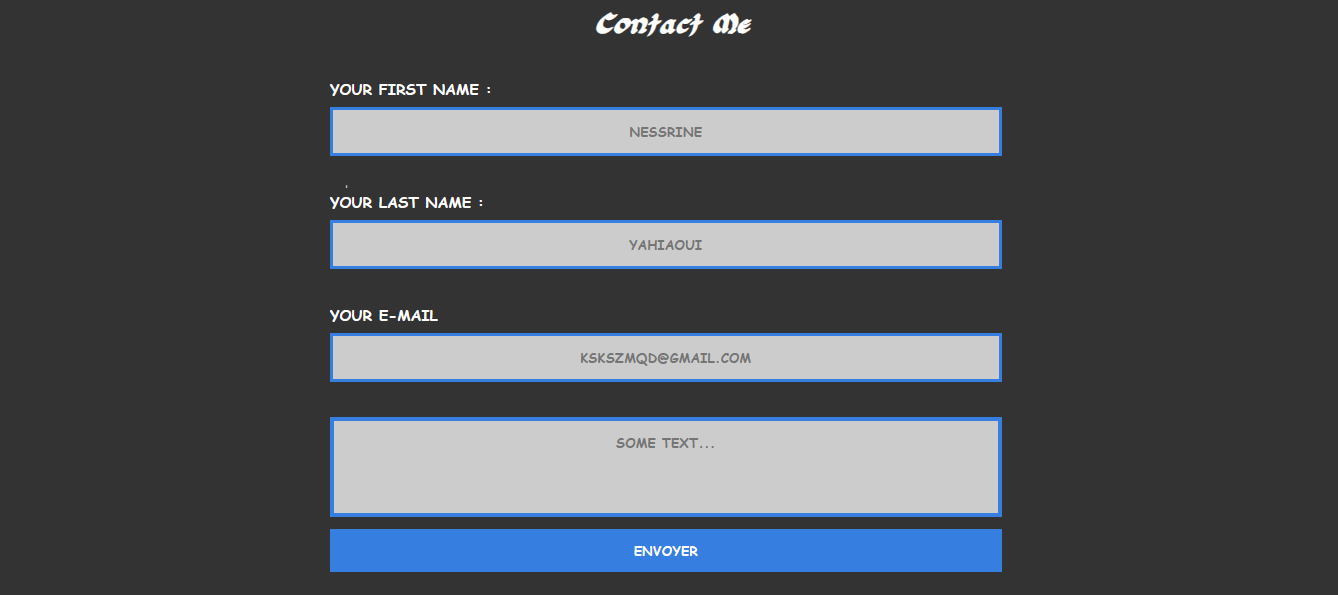 Contact Me
YOUR FIRST NAME :
NESSRINE
YOUR LAST NAME :
YAHIAOUI
YOUR E-MAIL
KSKSZMQD@GMAIL.COM
SOME TEXT...
ENVOYER